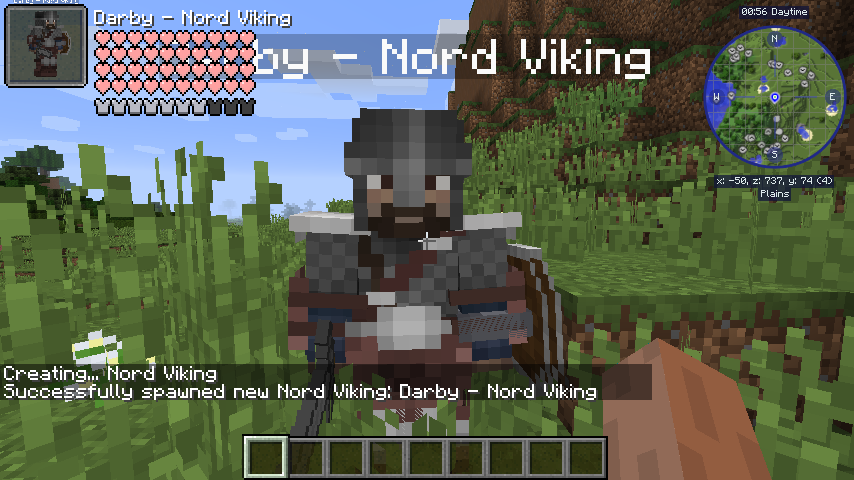 Darby - Nord Viking
by - Nord Viking
00:56 Daytime
N
W
E
S
x: -50, z: 737, y: 74 (4)
Plains
Creating... Nord Viking
Successfully spawned new Nord Viking: Darby - Nord Viking